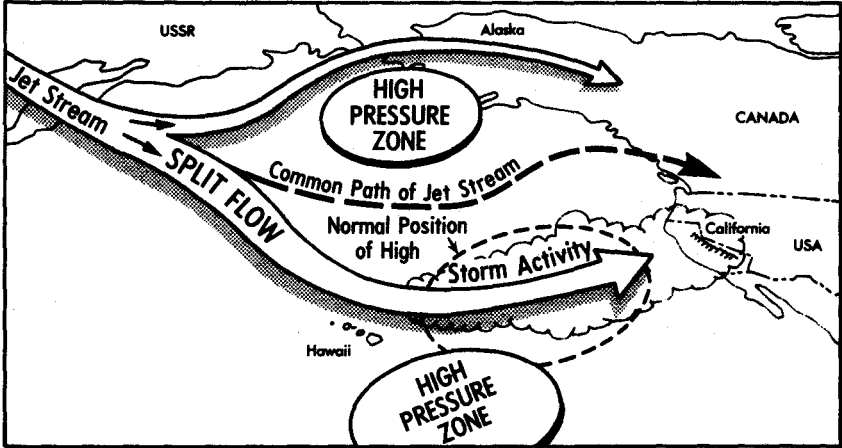 USSR
Alaska
Jet Stream
HIGH
PRESSURE
ZONE
CANADA
SPLIT FLOW
Common Path of Jet Stream
Normal Position
of High
California
USA
Storm Activity
Hawaii
HIGH
PRESSURE
ZONE